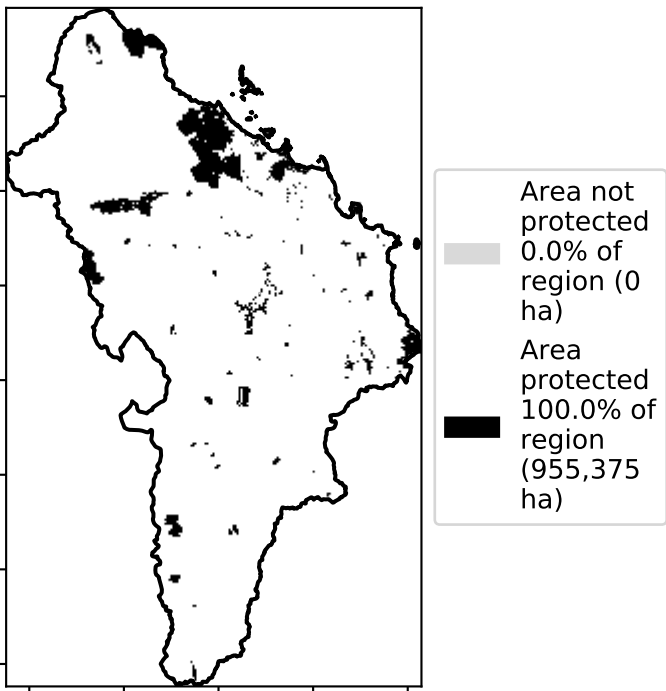 Area not
protected
0.0% of
region (0
ha)
Area
protected
100.0% of
region
(955,375
ha)